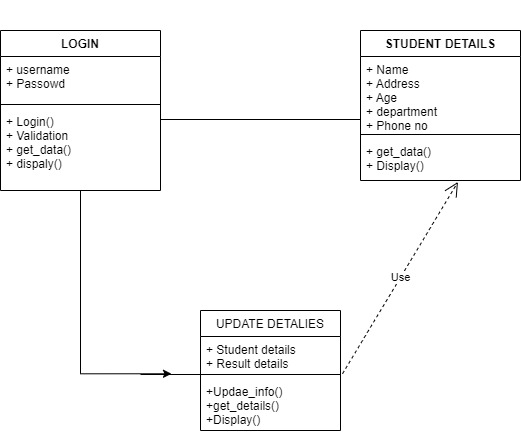 LOGIN
+ username
+ Passowd
+ Login()
+ Validation
+ get_data()
+ dispaly()
STUDENT DETAILS
+ Name
+ Address
+ Age
+ department
+ Phone no
+ get_data()
+ Display()
Use
UPDATE DETALIES
+ Student details
+ Result details
+Updae_info()
+get_details()
+Display()